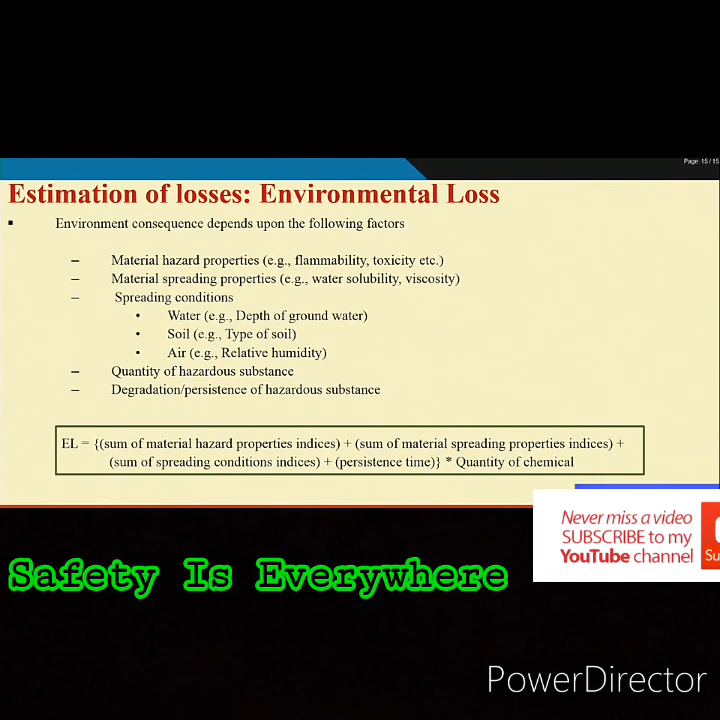 Page: 15 / 15
Estimation of losses: Environmental Loss
▪ Environment consequence depends upon the following factors
– Material hazard properties (e.g., flammability, toxicity etc.)
– Material spreading properties (e.g., water solubility, viscosity)
– Spreading conditions
• Water (e.g., Depth of ground water)
• Soil (e.g., Type of soil)
• Air (e.g., Relative humidity)
– Quantity of hazardous substance
– Degradation/persistence of hazardous substance
EL = {(sum of material hazard properties indices) + (sum of material spreading properties indices) +
(sum of spreading conditions indices) + (persistence time)} * Quantity of chemical
Never miss a video
SUBSCRIBE to my
YouTube channel
Su
Safety Is Everywhere
PowerDirector